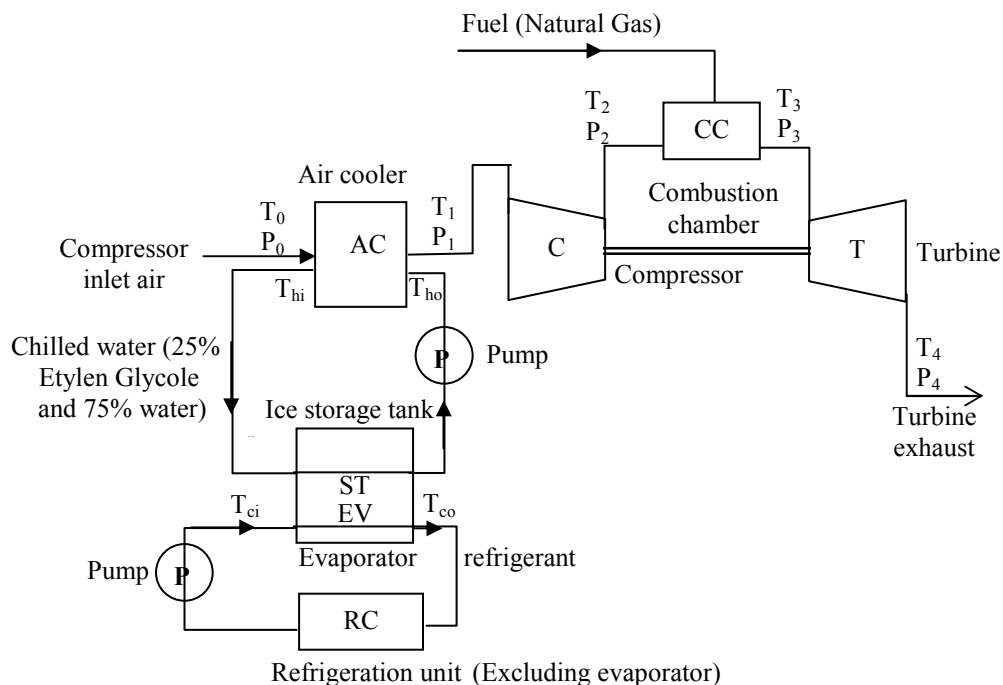 Fuel (Natural Gas)
T2
P2
CC
T3
P3
Air cooler
Combustion
chamber
T0
P0
AC
T1
P1
C
T
Turbine
Compressor
inlet air
Compressor
Thi
Tho
Chilled water (25%
Etylen Glycole
and 75% water)
P
Pump
T4
P4
Turbine
exhaust
Ice storage tank
ST
EV
Tci
Tco
Evaporator
refrigerant
Pump
P
RC
Refrigeration unit (Excluding evaporator)